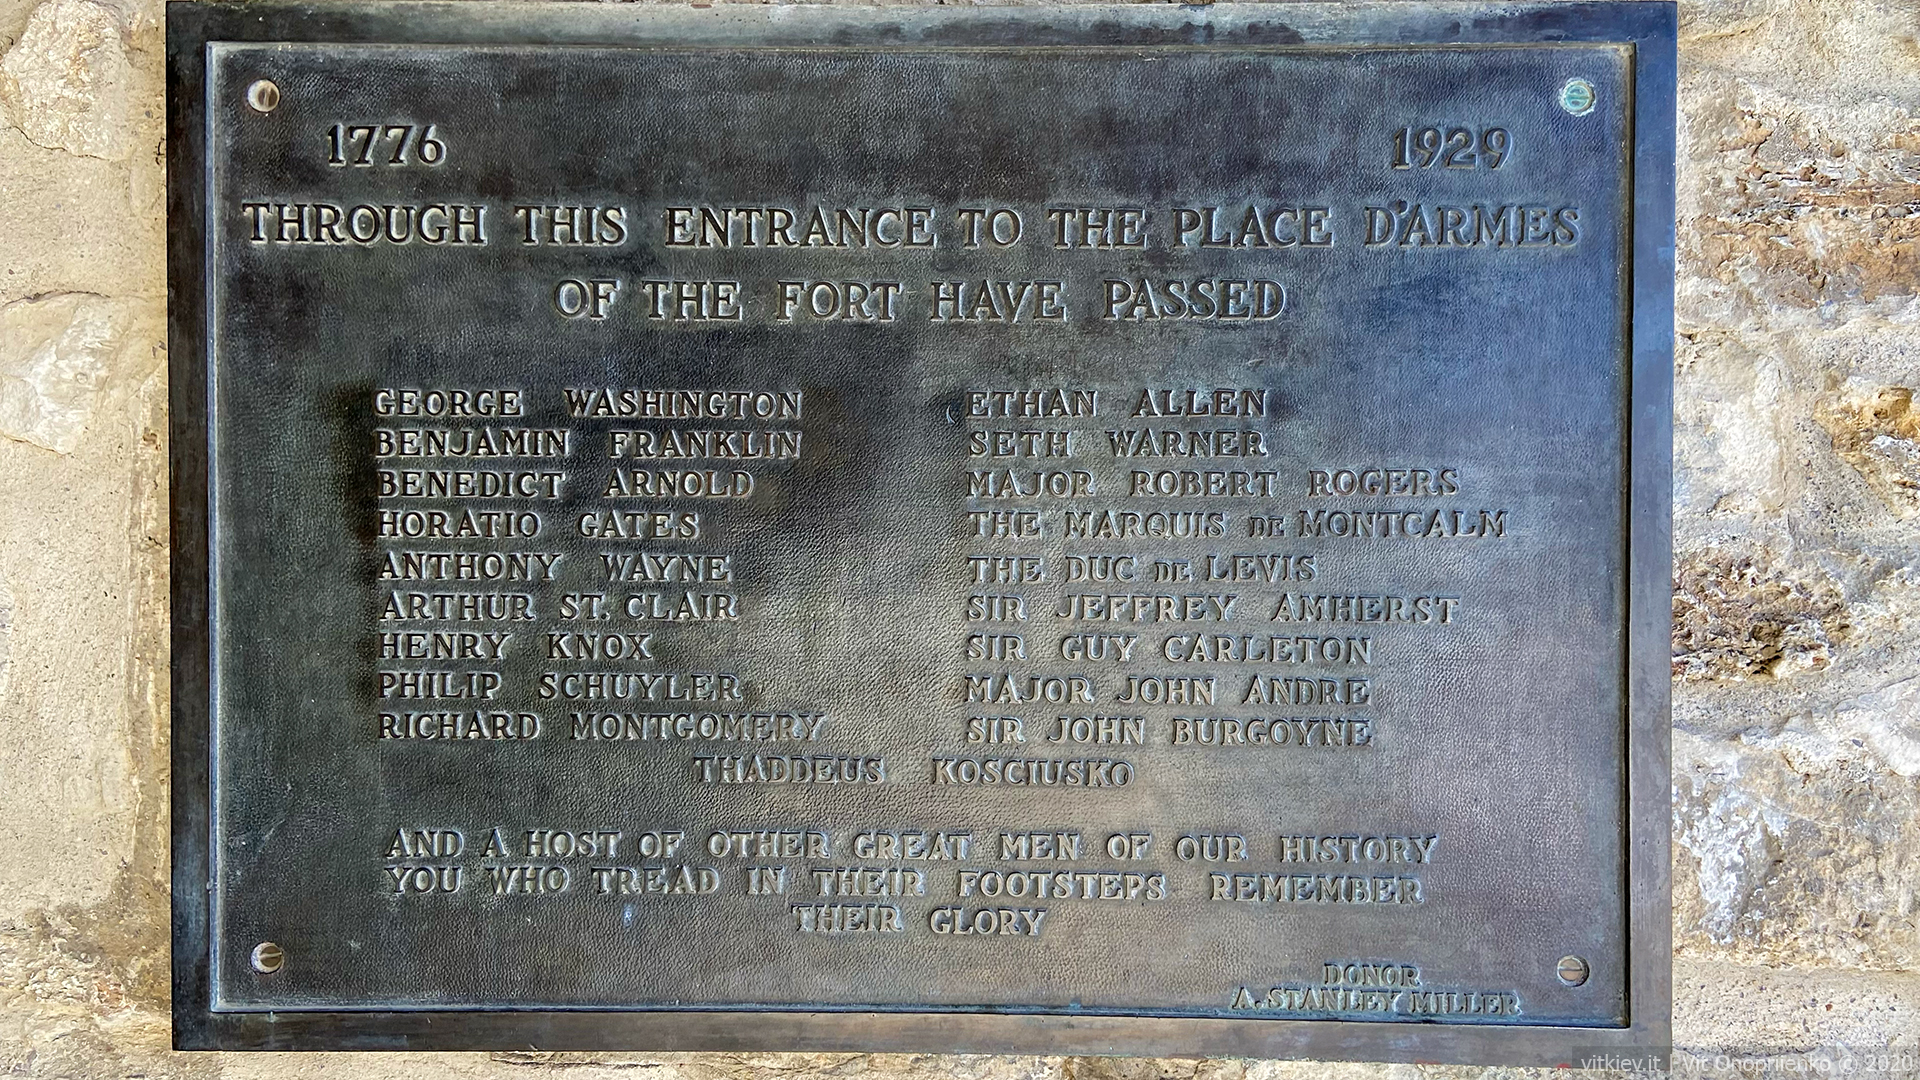 1776 1929
THROUGH THIS ENTRANCE TO THE PLACE D'ARMES
OF THE FORT HAVE PASSED
GEORGE WASHINGTON
BENJAMIN FRANKLIN
BENEDICT ARNOLD
HORATIO GATES
ANTHONY WAYNE
ARTHUR ST. CLAIR
HENRY KNOX
PHILIP SCHUYLER
RICHARD MONTGOMERY
ETHAN ALLEN
SETH WARNER
MAJOR ROBERT ROGERS
THE MARQUIS DE MONTCALM
THE DUC DE LEVIS
SIR JEFFREY AMHERST
SIR GUY CARLETON
MAJOR JOHN ANDRE
SIR JOHN BURGOYNE
THADDEUS KOSCIUSKO
AND A HOST OF OTHER GREAT MEN OF OUR HISTORY
YOU WHO TREAD IN THEIR FOOTSTEPS REMEMBER
THEIR GLORY
DONOR
A. STANLEY MILLER
vitkiev.it | Vit Onoprilenko © 2020